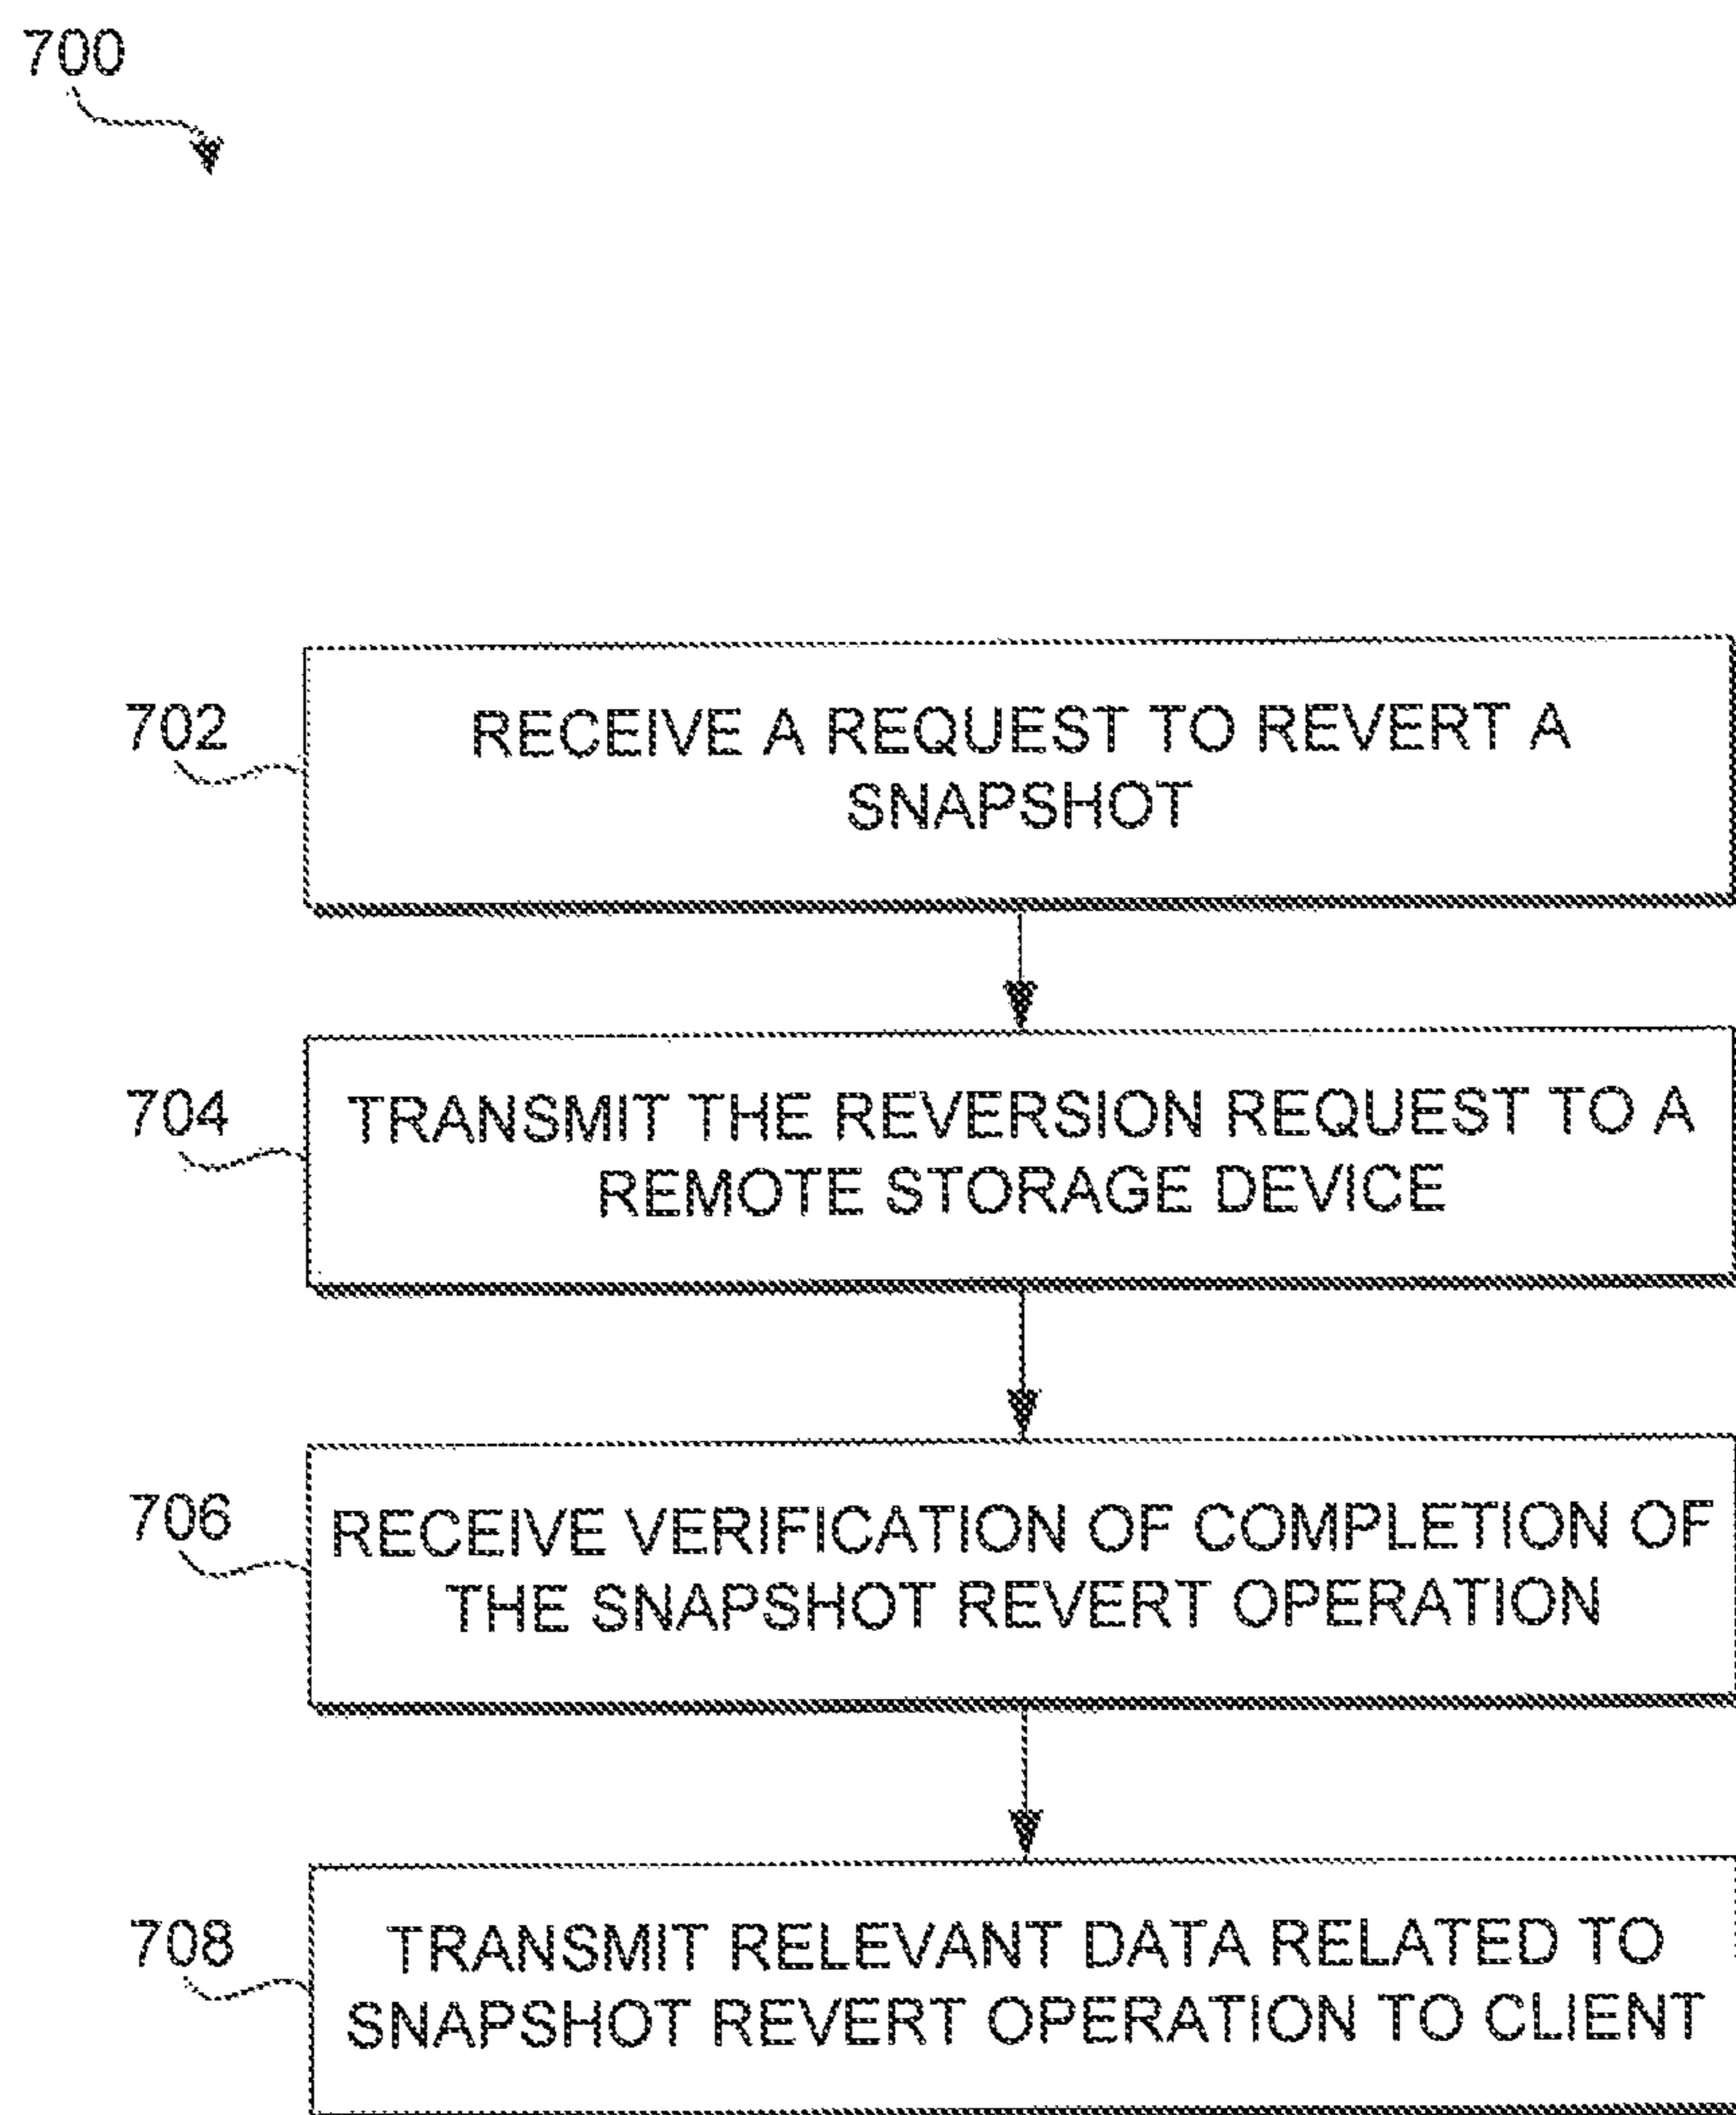 700
702
RECEIVE A REQUEST TO REVERT A
SNAPSHOT
704
TRANSMIT THE REVERSION REQUEST TO A
REMOTE STORAGE DEVICE
706
RECEIVE VERIFICATION OF COMPLETION OF
THE SNAPSHOT REVERT OPERATION
708
TRANSMIT RELEVANT DATA RELATED TO
SNAPSHOT REVERT OPERATION TO CLIENT